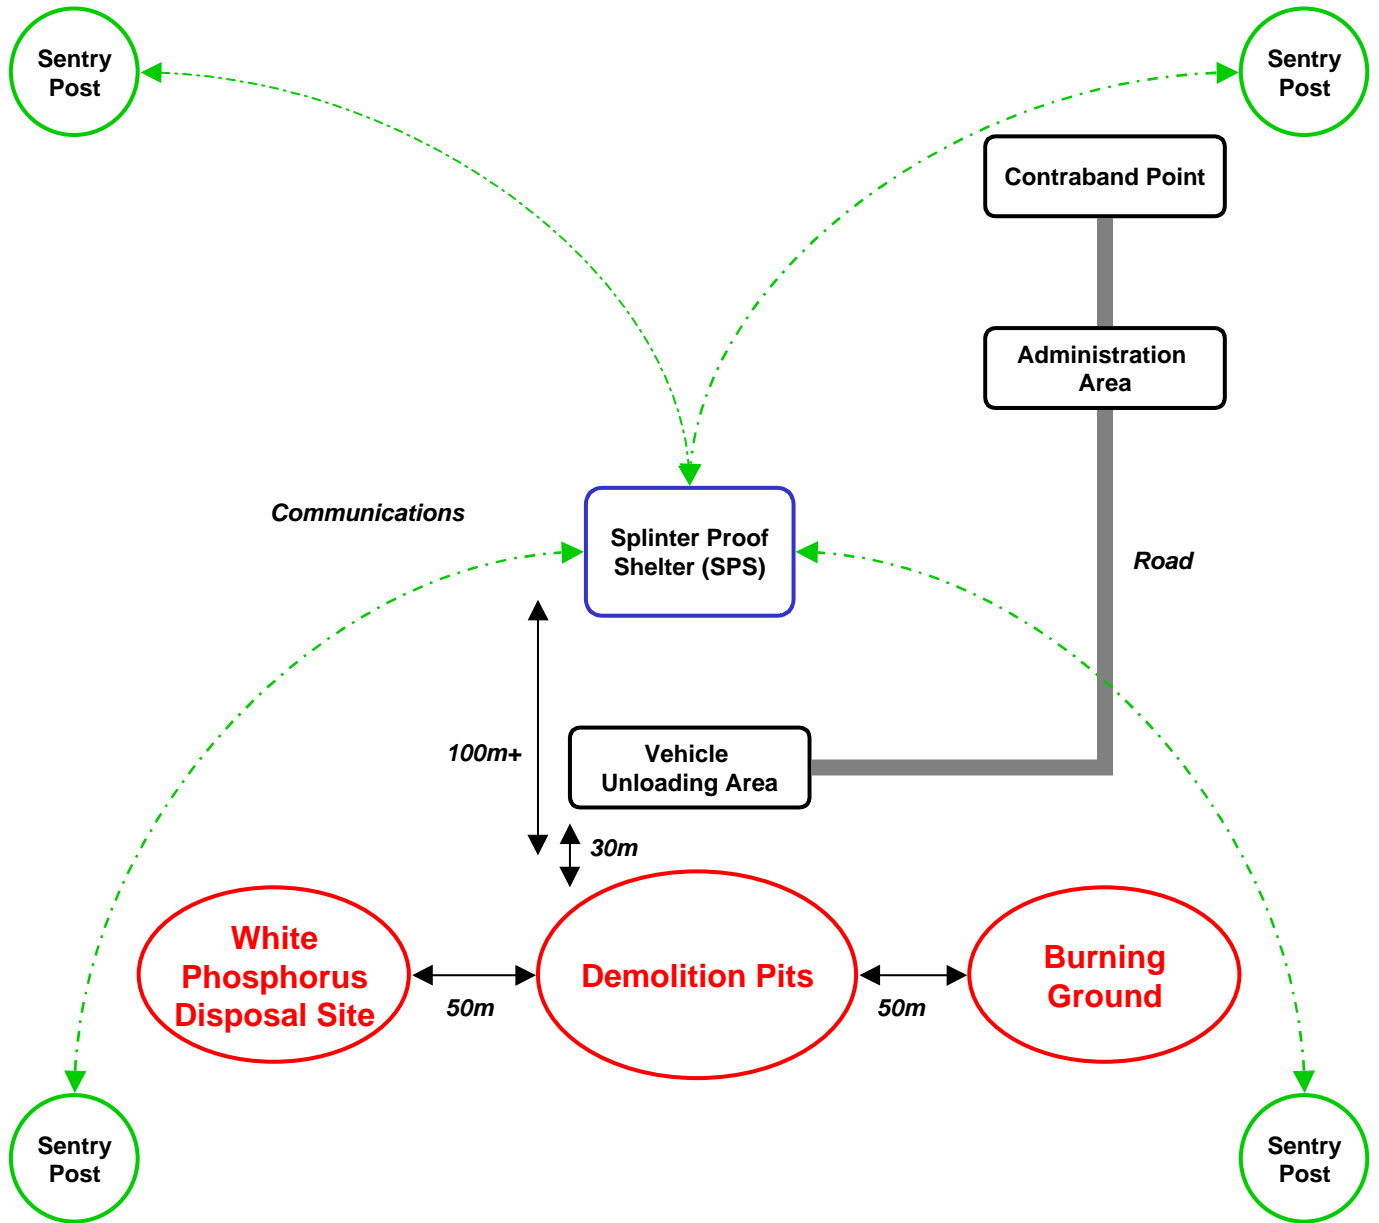 Sentry
Post
Sentry
Post
Contraband Point
Administration
Area
Communications
Splinter Proof
Shelter (SPS)
Road
100m+
Vehicle
Unloading Area
30m
White
Phosphorus
Disposal Site
50m
Demolition Pits
50m
Burning
Ground
Sentry
Post
Sentry
Post